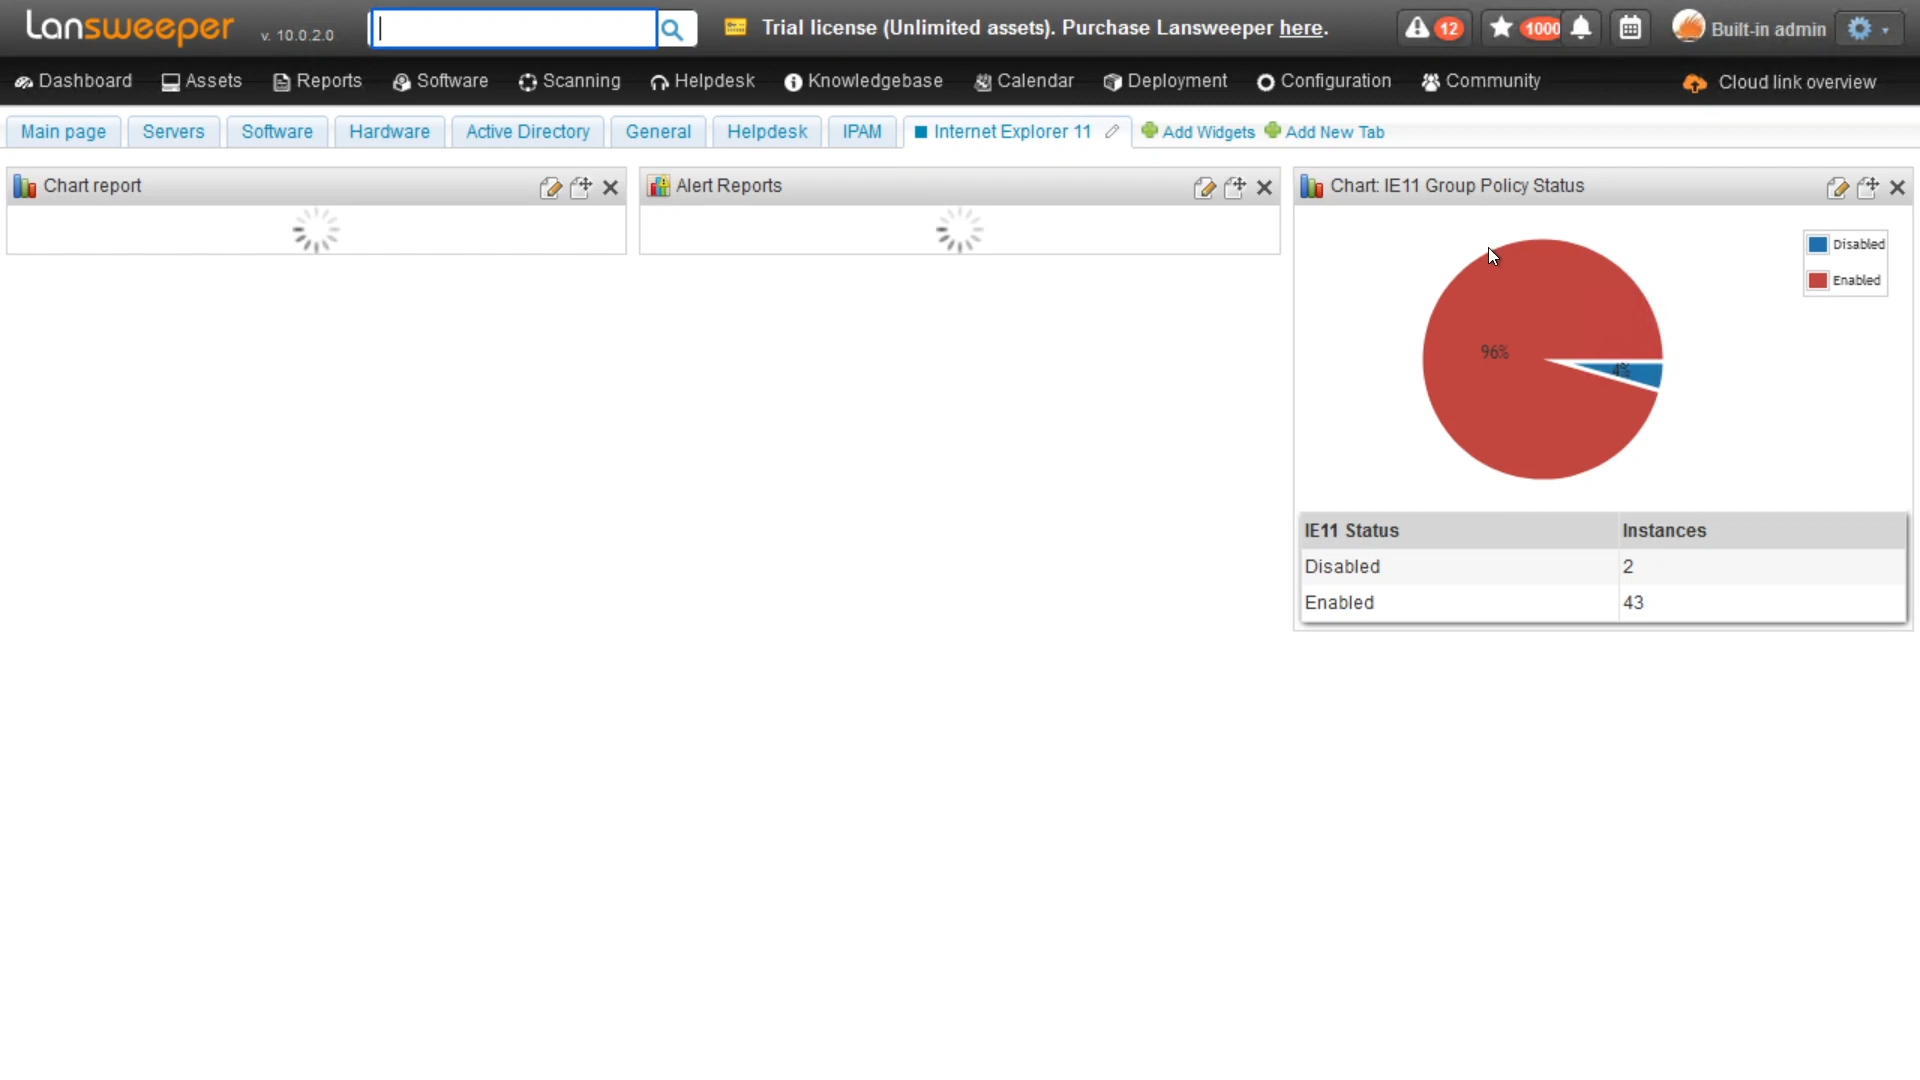 Lansweeper v. 10.0.2.0 Trial license (Unlimited assets). Purchase Lansweeper here. 12 1000 Built-in admin
Dashboard Assets Reports Software Scanning Helpdesk Knowledgebase Calendar Deployment Configuration Community Cloud link overview
Main page Servers Software Hardware Active Directory General Helpdesk IPAM Internet Explorer 11 Add Widgets Add New Tab
Chart report Alert Reports Chart: IE11 Group Policy Status
Disabled
Enabled
96%
4%
IE11 Status Instances
Disabled 2
Enabled 43